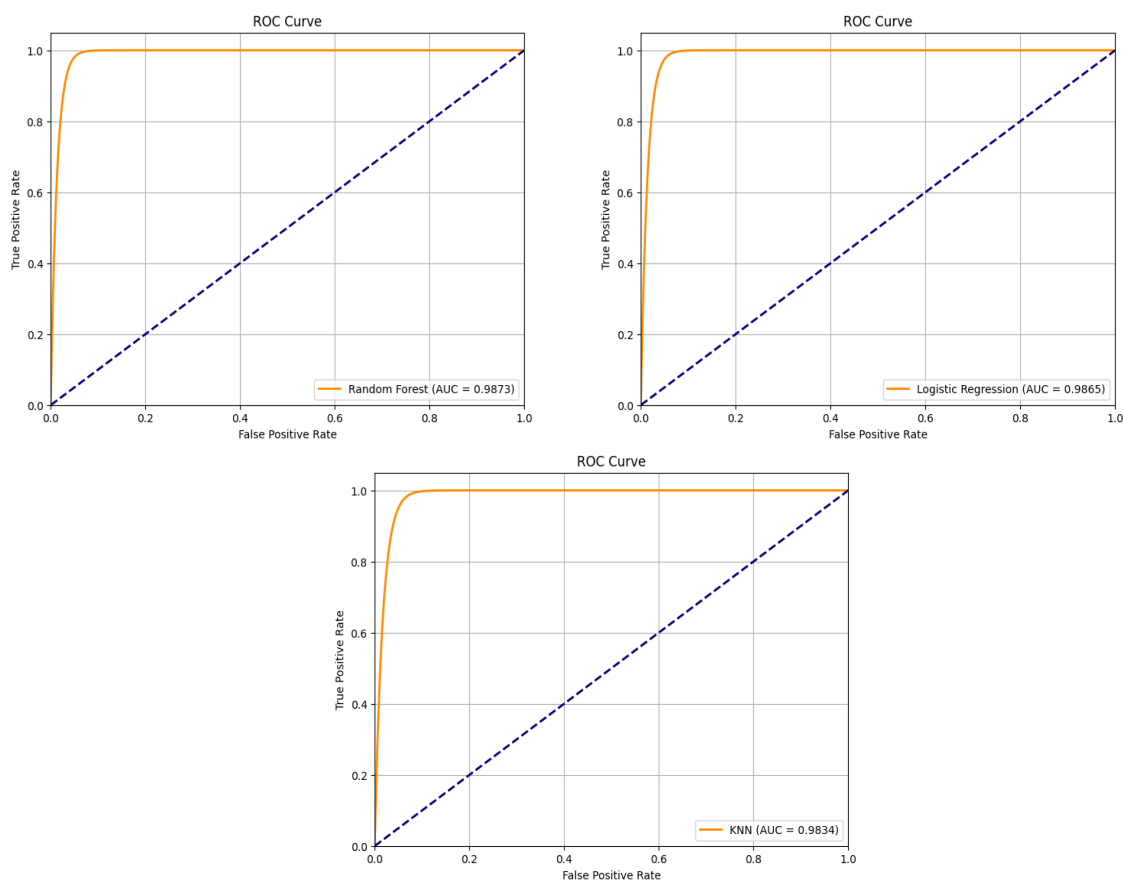 ROC Curve
1.0
0.8
0.6
0.4
0.2
0.0
True Positive Rate
Random Forest (AUC = 0.9873)
0.0 0.2 0.4 0.6 0.8 1.0
False Positive Rate
ROC Curve
1.0
0.8
0.6
0.4
0.2
0.0
True Positive Rate
Logistic Regression (AUC = 0.9865)
0.0 0.2 0.4 0.6 0.8 1.0
False Positive Rate
ROC Curve
1.0
0.8
0.6
0.4
0.2
0.0
True Positive Rate
KNN (AUC = 0.9834)
0.0 0.2 0.4 0.6 0.8 1.0
False Positive Rate